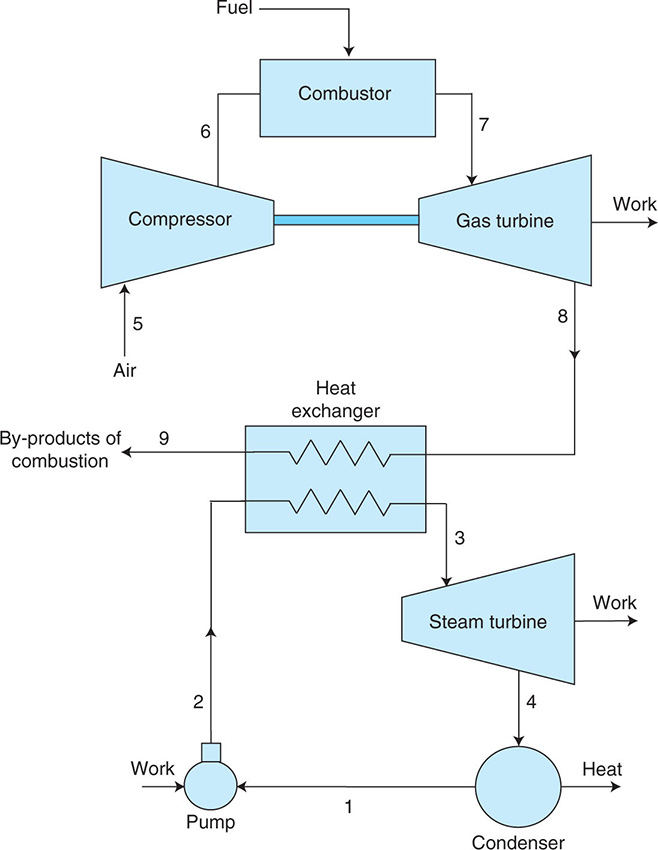 Fuel
Combustor
6
7
Compressor
Gas turbine
Work
5
8
Air
Heat
exchanger
By-products of
combustion
9
3
Steam turbine
Work
2
4
Work
Heat
1
Pump
Condenser